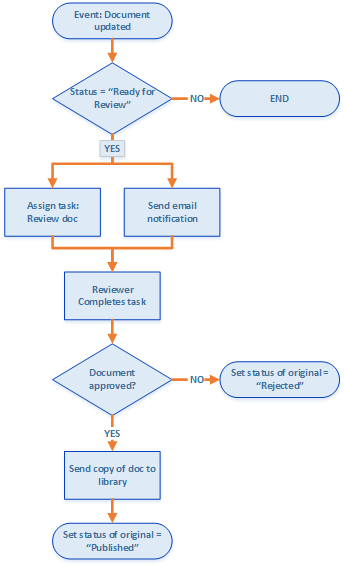 Event: Document
updated
Status = “Ready for
Review”
NO
END
YES
Assign task:
Review doc
Send email
notification
Reviewer
Completes task
Document
approved?
NO
Set status of original =
“Rejected”
YES
Send copy of doc to
library
Set status of original =
“Published”